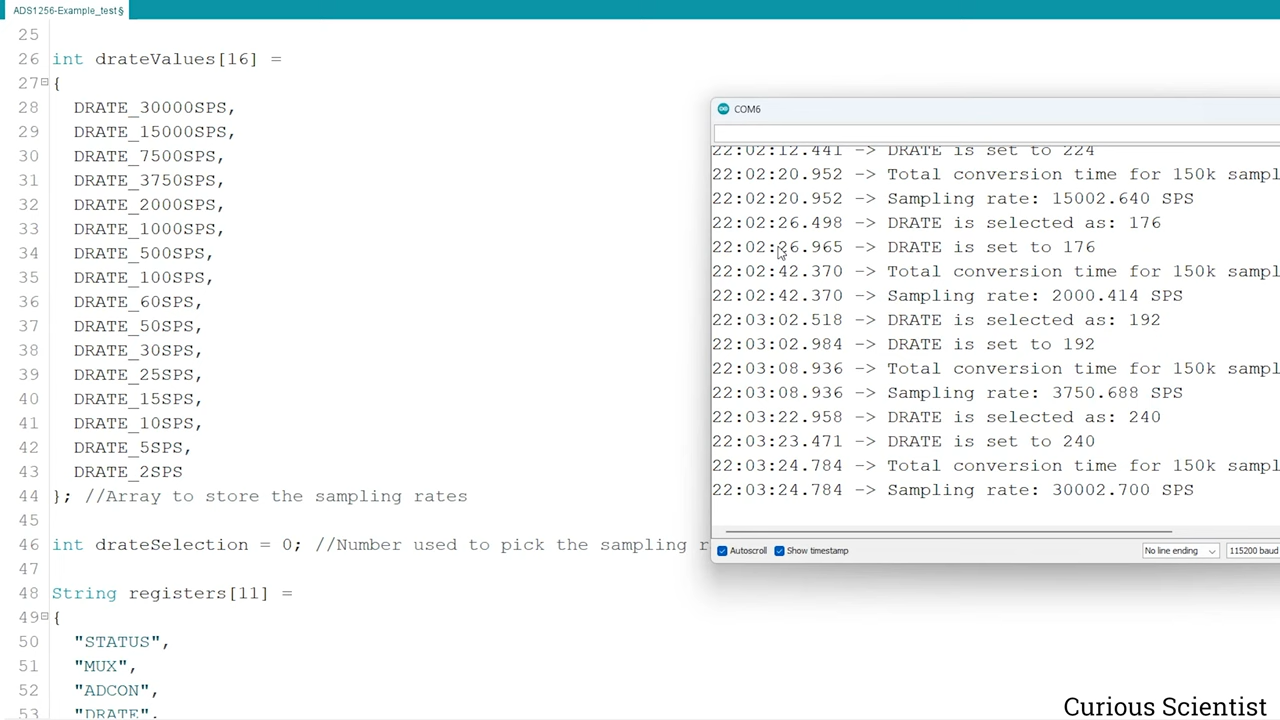 ADS1256-Example_test §
25
26 int drateValues[16] =
27 {
28 DRATE_30000SPS,
29 DRATE_15000SPS,
30 DRATE_7500SPS,
31 DRATE_3750SPS,
32 DRATE_2000SPS,
33 DRATE_1000SPS,
34 DRATE_500SPS,
35 DRATE_100SPS,
36 DRATE_60SPS,
37 DRATE_50SPS,
38 DRATE_30SPS,
39 DRATE_25SPS,
40 DRATE_15SPS,
41 DRATE_10SPS,
42 DRATE_5SPS,
43 DRATE_2SPS
44 }; //Array to store the sampling rates
45
46 int drateSelection = 0; //Number used to pick the sampling r
47
48 String registers[11] =
49 {
50 "STATUS",
51 "MUX",
52 "ADCON",
53 "DRATE",
COM6
22:02:12.441 -> DRATE is set to 224
22:02:20.952 -> Total conversion time for 150k sampl
22:02:20.952 -> Sampling rate: 15002.640 SPS
22:02:26.498 -> DRATE is selected as: 176
22:02:26.965 -> DRATE is set to 176
22:02:42.370 -> Total conversion time for 150k sampl
22:02:42.370 -> Sampling rate: 2000.414 SPS
22:03:02.518 -> DRATE is selected as: 192
22:03:02.984 -> DRATE is set to 192
22:03:08.936 -> Total conversion time for 150k sampl
22:03:08.936 -> Sampling rate: 3750.688 SPS
22:03:22.958 -> DRATE is selected as: 240
22:03:23.471 -> DRATE is set to 240
22:03:24.784 -> Total conversion time for 150k sampl
22:03:24.784 -> Sampling rate: 30002.700 SPS
Autoscroll Show timestamp No line ending 115200 baud
Curious Scientist